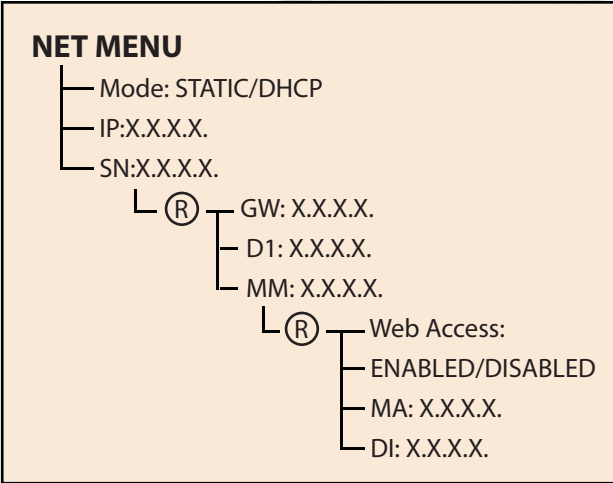 NET MENU
Mode: STATIC/DHCP
IP:X.X.X.X.
SN:X.X.X.X.
R GW: X.X.X.X.
D1: X.X.X.X.
MM: X.X.X.X.
R Web Access:
ENABLED/DISABLED
MA: X.X.X.X.
DI: X.X.X.X.